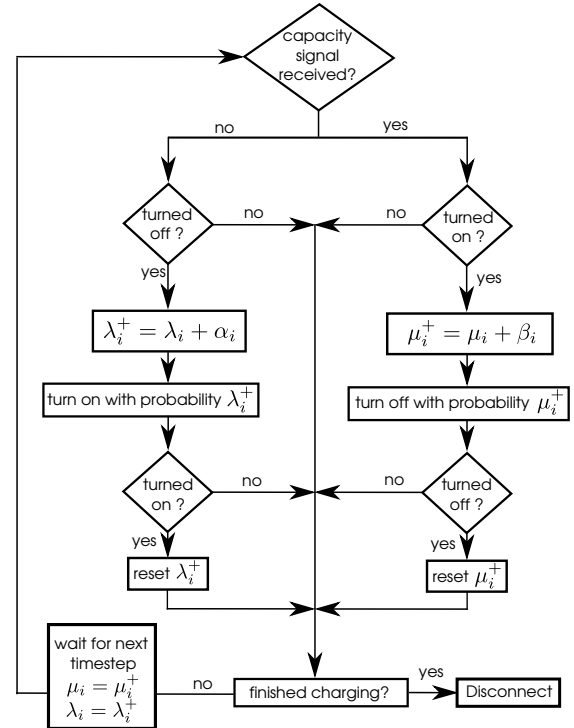 capacity
signal
received?
no
yes
turned
off ?
no
no
turned
on ?
yes
yes
λ_i^+ = λ_i + α_i
μ_i^+ = μ_i + β_i
turn on with probability λ_i^+
turn off with probability μ_i^+
turned
on ?
no
no
turned
off ?
yes
yes
reset λ_i^+
reset μ_i^+
wait for next
timestep
μ_i = μ_i^+
λ_i = λ_i^+
no
finished charging?
yes
Disconnect